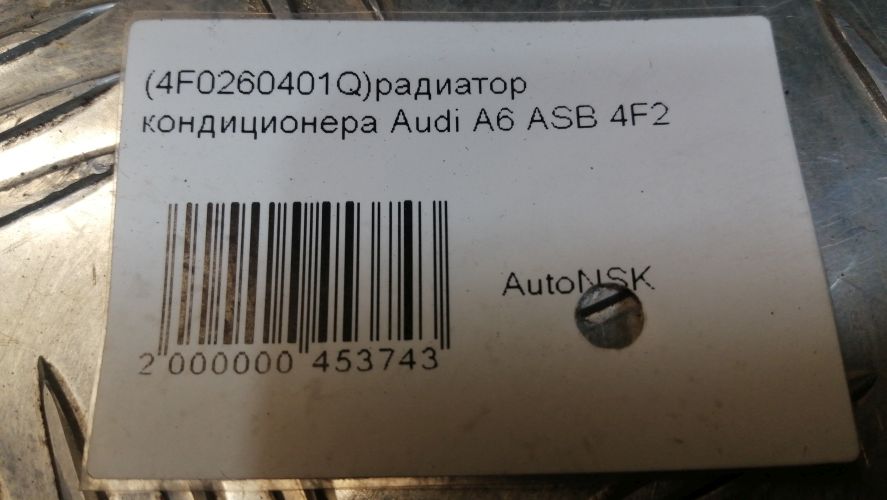 (4F0260401Q)радиатор
кондиционера Audi A6 ASB 4F2
AutoNSK
2 000000 453743